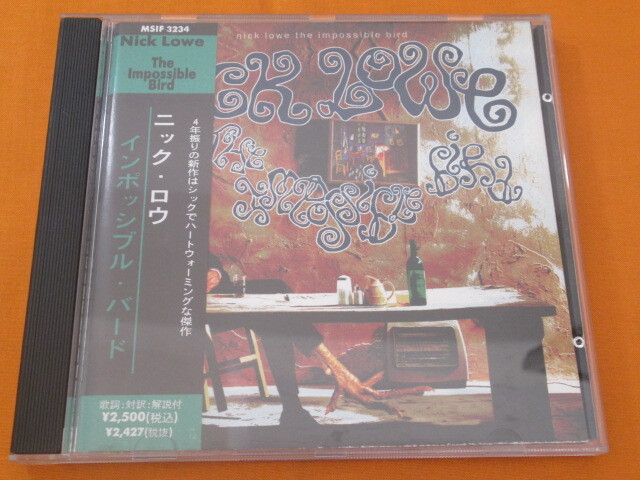 MSIF 3234
Nick Lowe
The
Impossible
Bird
ニック・ロウ
インポッシブル・バード
4年振りの新作はシックでハートウォーミングな傑作
歌詞:対訳:解説付
¥2,500(税込)
¥2,427(税抜)
nick lowe the impossible bird
CK LOWE
THE
IMPOSSIBLE
BIRD